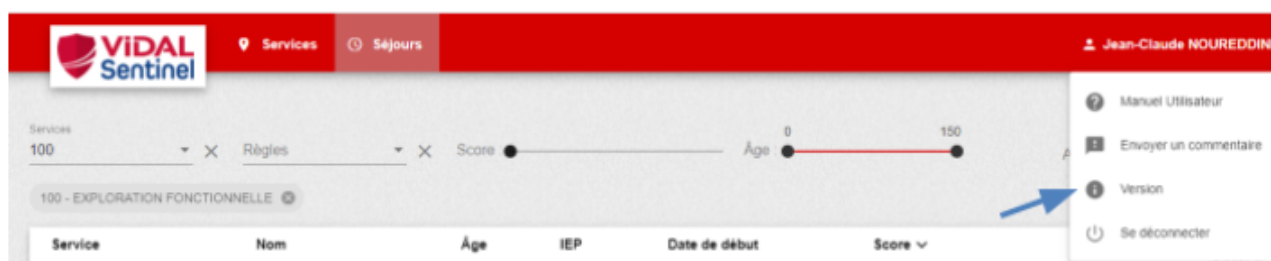 ViDAL Sentinel
Services
Séjours
Jean-Claude NOUREDDIN
Manuel Utilisateur
Envoyer un commentaire
Version
Se déconnecter
Services
100
Règles
Score
Âge
0
150
100 - EXPLORATION FONCTIONNELLE
Service Nom Âge IEP Date de début Score